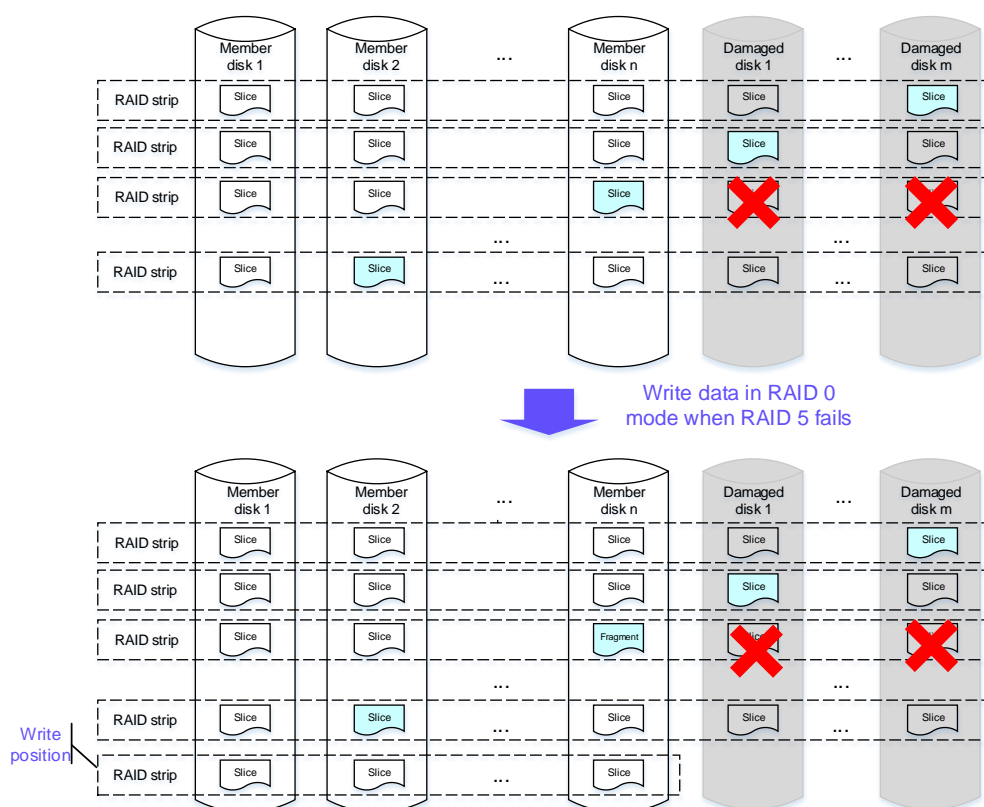 Member Member ... Member Damaged ... Damaged
disk 1 disk 2 disk n disk 1 disk m
RAID strip Slice Slice Slice Slice Slice
RAID strip Slice Slice Slice Slice Slice
RAID strip Slice Slice Slice
... ...
RAID strip Slice Slice ... Slice Slice ... Slice
Write data in RAID 0
mode when RAID 5 fails
Member Member ... Member Damaged ... Damaged
disk 1 disk 2 disk n disk 1 disk m
RAID strip Slice Slice Slice Slice Slice
RAID strip Slice Slice Slice Slice Slice
RAID strip Slice Slice Fragment
... ...
RAID strip Slice Slice ... Slice Slice ... Slice
Write
position
RAID strip Slice Slice ... Slice